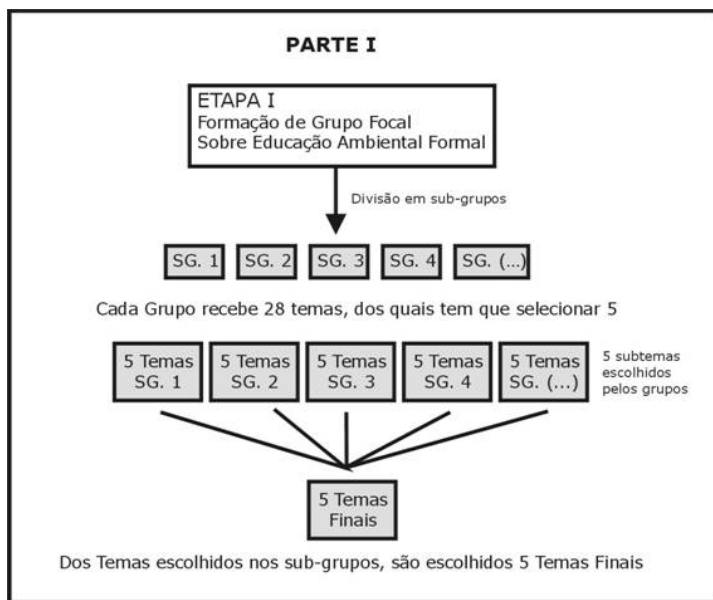 PARTE I
ETAPA I
Formação de Grupo Focal
Sobre Educação Ambiental Formal
Divisão em sub-grupos
SG. 1 SG. 2 SG. 3 SG. 4 SG. (...)
Cada Grupo recebe 28 temas, dos quais tem que selecionar 5
5 Temas
SG. 1
5 Temas
SG. 2
5 Temas
SG. 3
5 Temas
SG. 4
5 Temas
SG. (...)
5 subtemas
escolhidos
pelos grupos
5 Temas
Finais
Dos Temas escolhidos nos sub-grupos, são escolhidos 5 Temas Finais